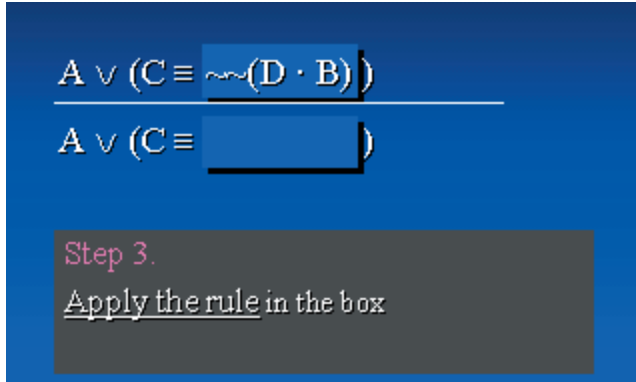 A ∨ (C ≡ ~~(D · B))
A ∨ (C ≡ )
Step 3.
Apply the rule in the box